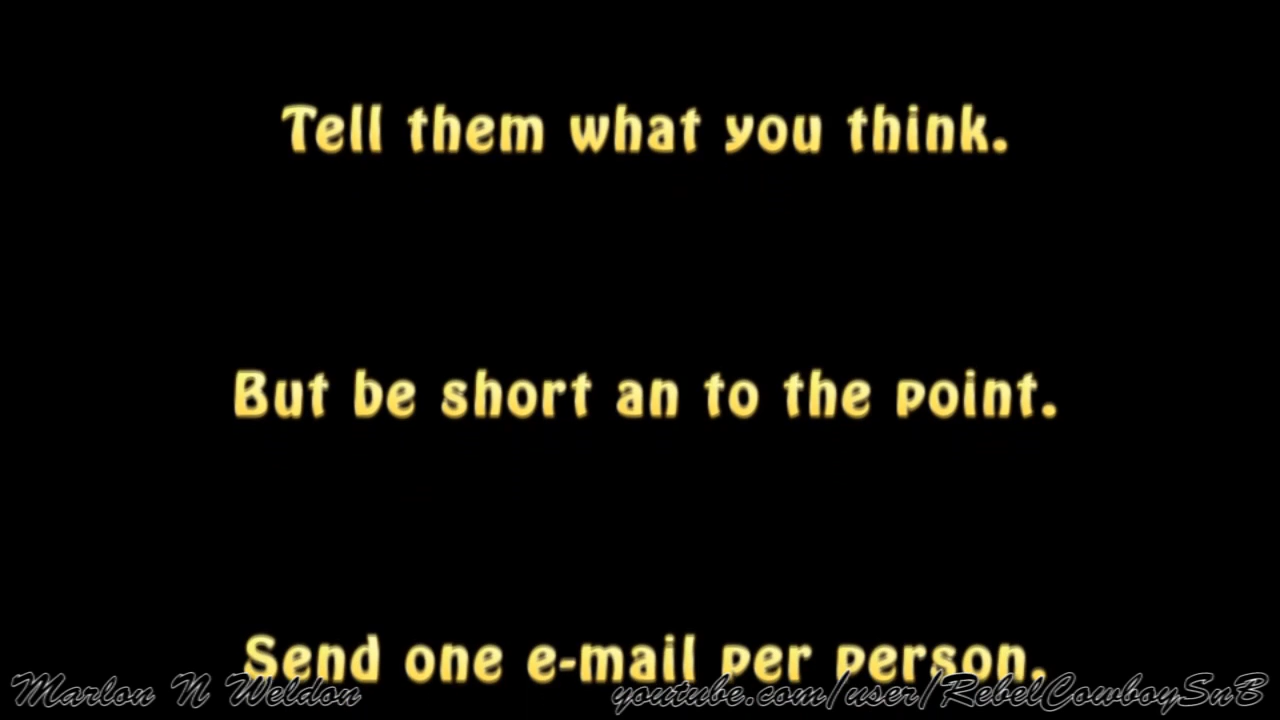 Tell them what you think.
But be short an to the point.
Send one e-mail per person.
Marlon N Weldon
youtube.com/user/RebelCowboySnB